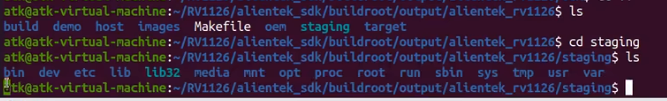 atk@atk-virtual-machine:~/RV1126/alientek_sdk/buildroot/output/alientek_rv1126$ ls
build demo host images Makefile oem staging target
atk@atk-virtual-machine:~/RV1126/alientek_sdk/buildroot/output/alientek_rv1126$ cd staging
atk@atk-virtual-machine:~/RV1126/alientek_sdk/buildroot/output/alientek_rv1126/staging$ ls
bin dev etc lib lib32 media mnt opt proc root run sbin sys tmp usr var
atk@atk-virtual-machine:~/RV1126/alientek_sdk/buildroot/output/alientek_rv1126/staging$